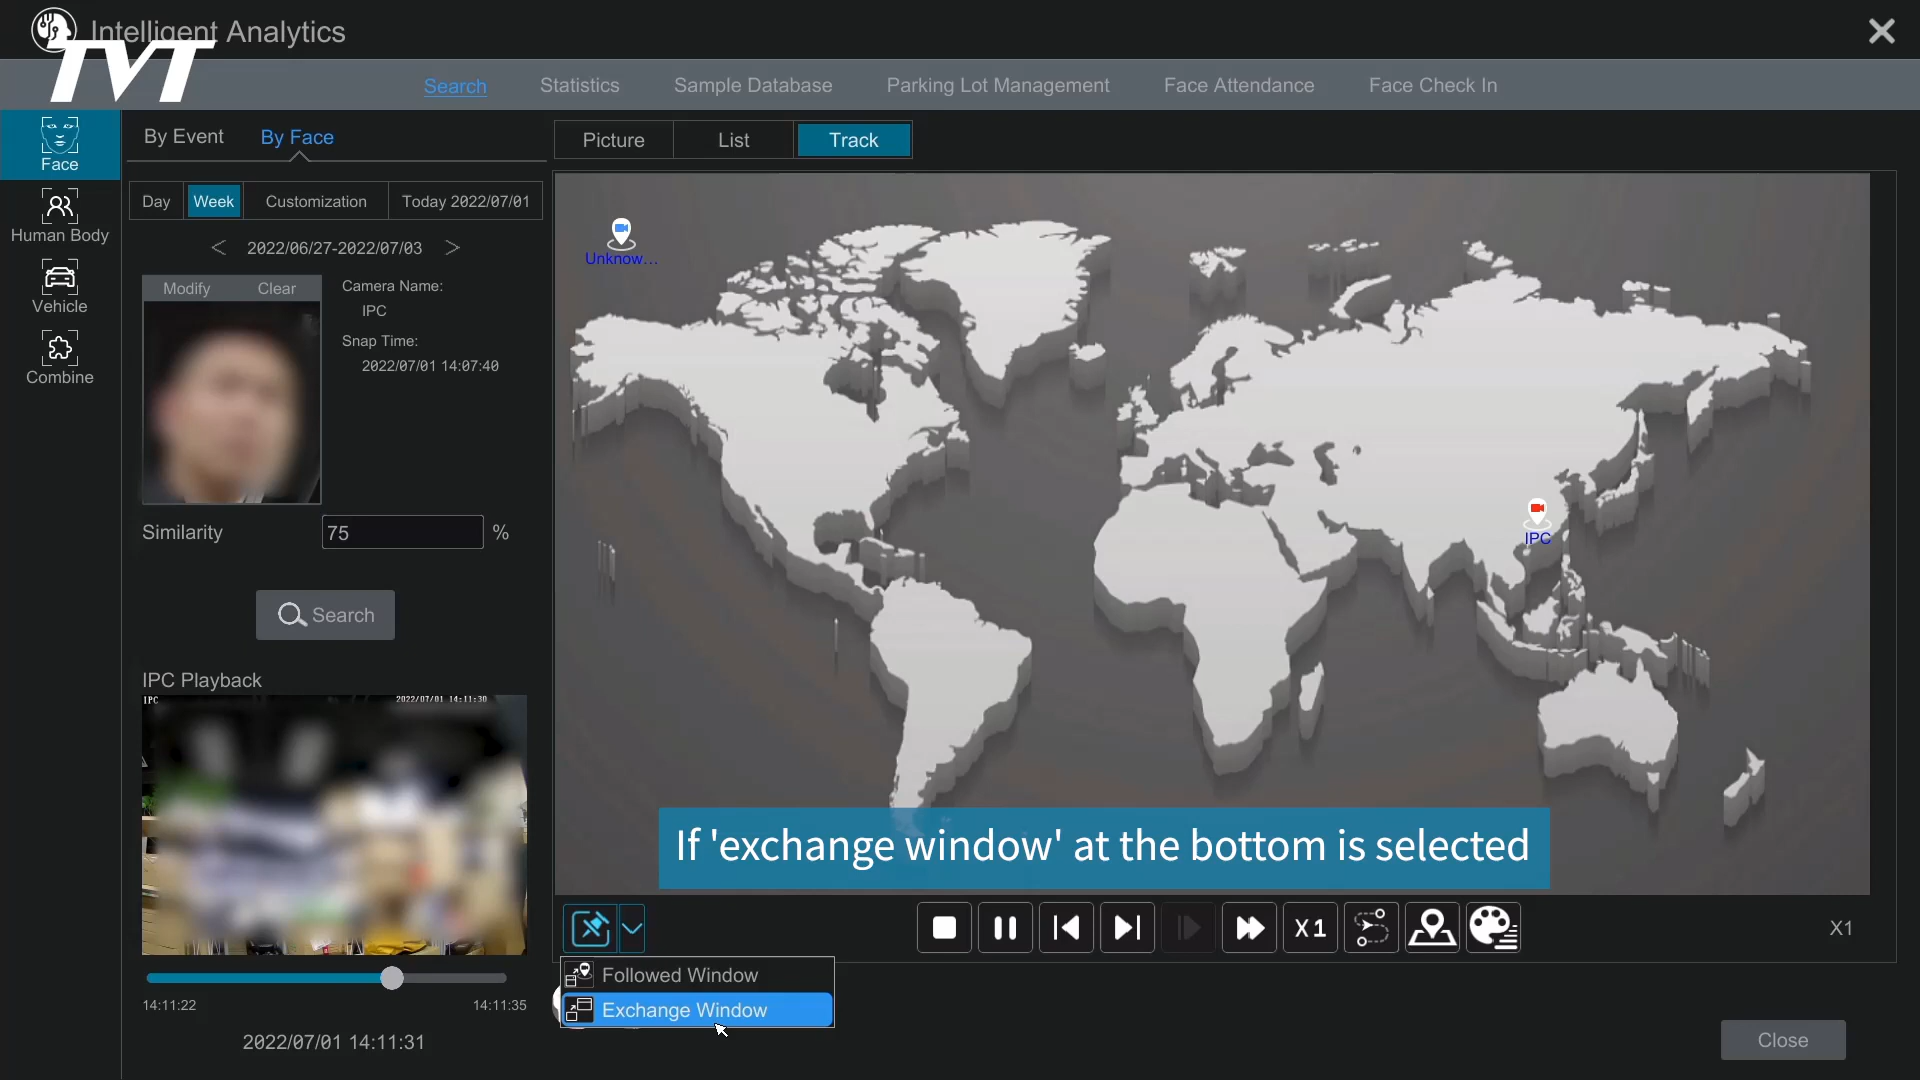 Intelligent Analytics
TVT
Search Statistics Sample Database Parking Lot Management Face Attendance Face Check In
Face
Human Body
Vehicle
Combine
By Event By Face
Day Week Customization Today 2022/07/01
< 2022/06/27-2022/07/03 >
Modify Clear
Camera Name:
IPC
Snap Time:
2022/07/01 14:07:40
Similarity 75 %
Search
IPC Playback
IPC 2022/07/01 14:11:30
14:11:22 14:11:35
2022/07/01 14:11:31
Picture List Track
Unknow...
IPC
If 'exchange window' at the bottom is selected
X1 X1
Followed Window
Exchange Window
Close